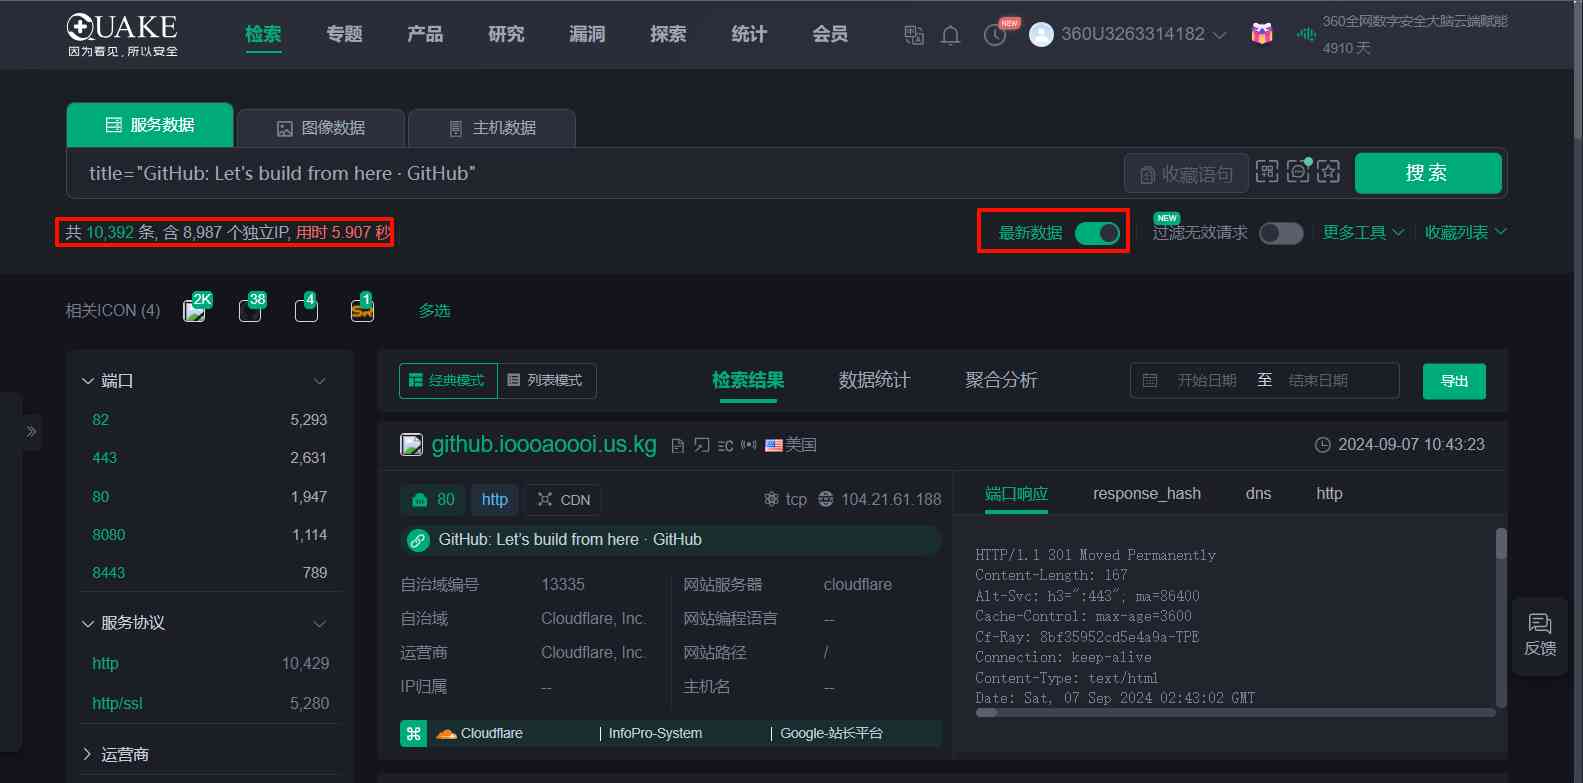 QUAKE
因为看见,所以安全
检索 专题 产品 研究 漏洞 探索 统计 会员
NEW
360U3263314182
360全网数字安全大脑云端赋能
4910 天
服务数据 图像数据 主机数据
title="GitHub: Let's build from here · GitHub"
收藏语句
搜索
共 10,392 条, 含 8,987 个独立IP, 用时 5.907 秒
最新数据
NEW
过滤无效请求
更多工具
收藏列表
相关ICON (4)
2K 38 4 1
多选
端口
82 5,293
443 2,631
80 1,947
8080 1,114
8443 789
服务协议
http 10,429
http/ssl 5,280
运营商
经典模式 列表模式
检索结果 数据统计 聚合分析
开始日期 至 结束日期
导出
github.ioooaoooi.us.kg
美国
2024-09-07 10:43:23
80 http CDN
tcp 104.21.61.188
GitHub: Let's build from here · GitHub
自治域编号 13335 网站服务器 cloudflare
自治域 Cloudflare, Inc. 网站编程语言 --
运营商 Cloudflare, Inc. 网站路径 /
IP归属 -- 主机名 --
Cloudflare | InfoPro-System | Google-站长平台
端口响应 response_hash dns http
HTTP/1.1 301 Moved Permanently
Content-Length: 167
Alt-Svc: h3=":443"; ma=86400
Cache-Control: max-age=3600
Cf-Ray: 8bf35952cd5e4a9a-TPE
Connection: keep-alive
Content-Type: text/html
Date: Sat, 07 Sep 2024 02:43:02 GMT
反馈